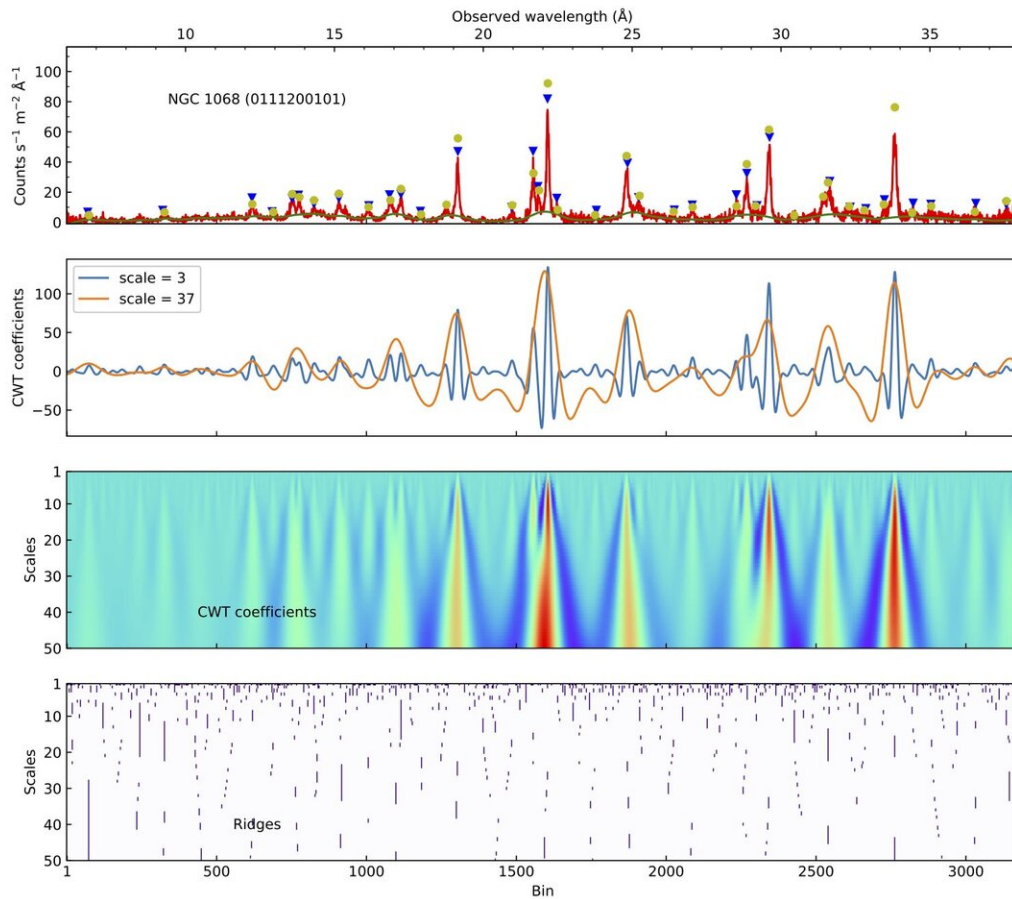 Observed wavelength (Å)
10 15 20 25 30 35
Counts s⁻¹ m⁻² Å⁻¹
100
80
60
40
20
0
NGC 1068 (0111200101)
CWT coefficients
100
50
0
−50
scale = 3
scale = 37
Scales
1
10
20
30
40
50
CWT coefficients
Scales
1
10
20
30
40
50
Ridges
1 500 1000 1500 2000 2500 3000
Bin